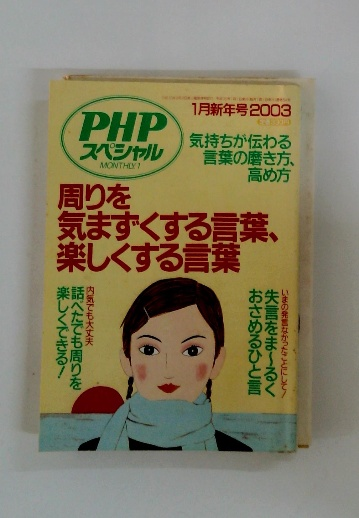 1月新年号2003
PHP
スペシャル
MONTHLY 1
気持ちが伝わる
言葉の磨き方、
高め方
周りを
気まずくする言葉、
楽しくする言葉
いまの発言なかったことにして!
失言をま〜るく
おさめるひと言
内気でも大丈夫
話べたでも周りを
楽しくできる!